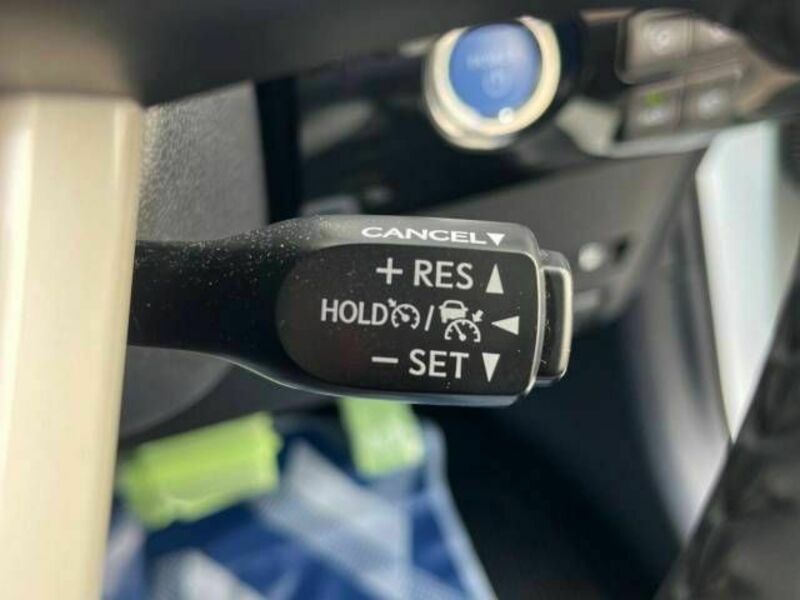 CANCEL▼
+ RES ▲
HOLD / ◀
− SET ▼